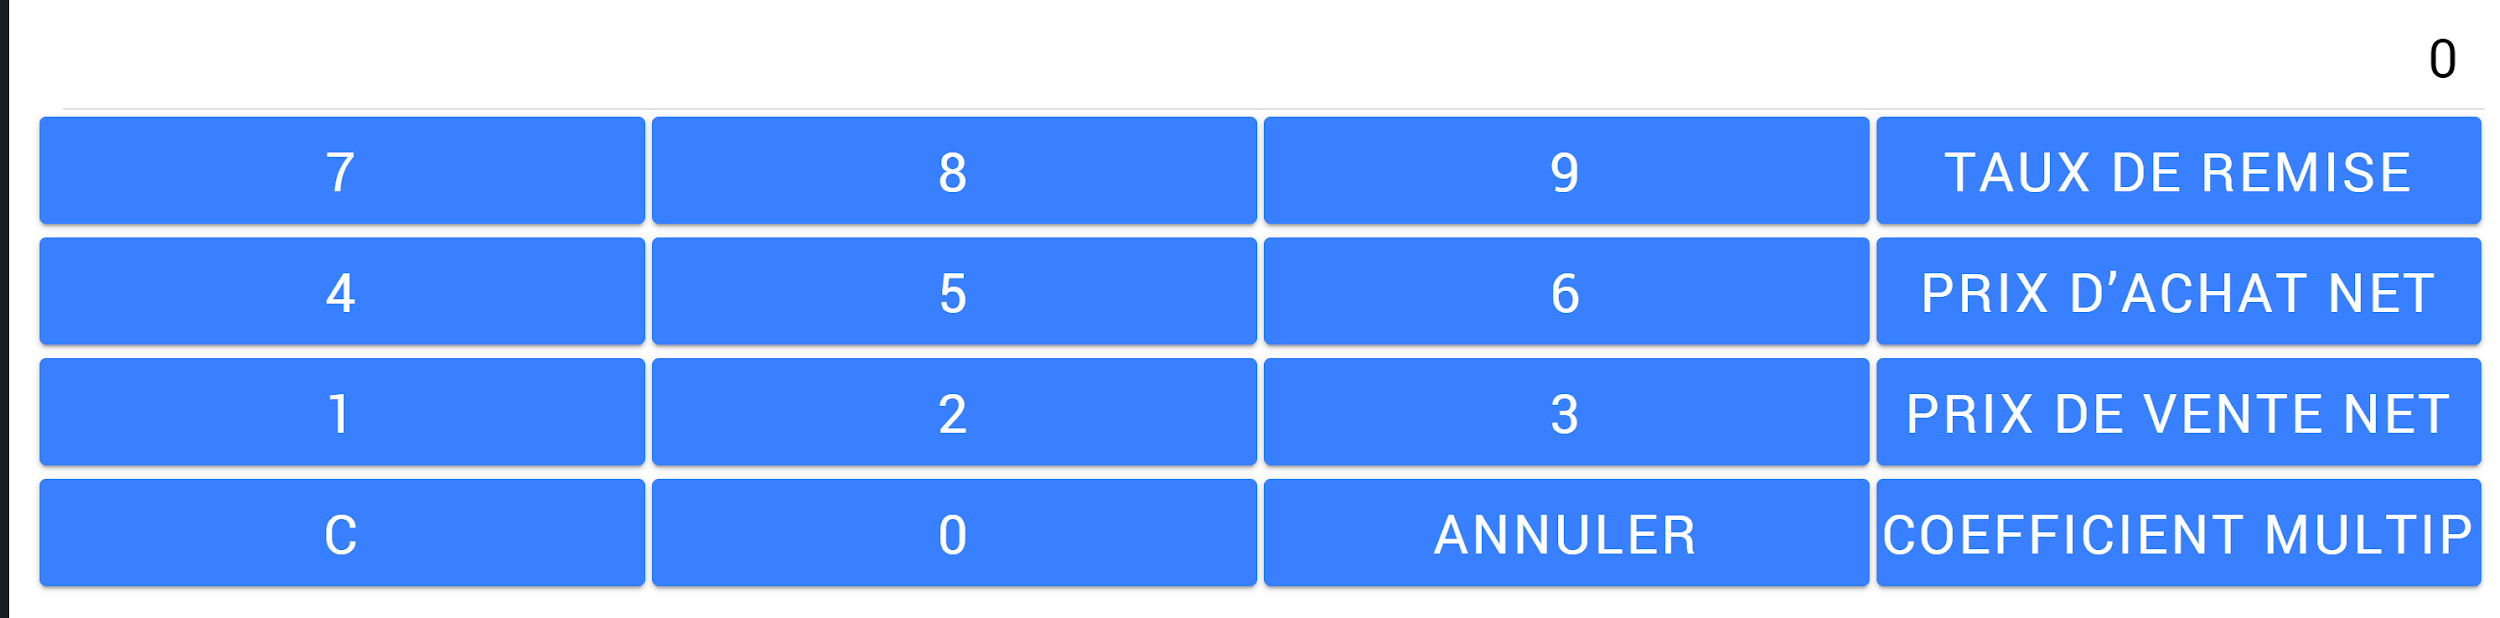 0
7 8 9 TAUX DE REMISE
4 5 6 PRIX D’ACHAT NET
1 2 3 PRIX DE VENTE NET
C 0 ANNULER COEFFICIENT MULTIP